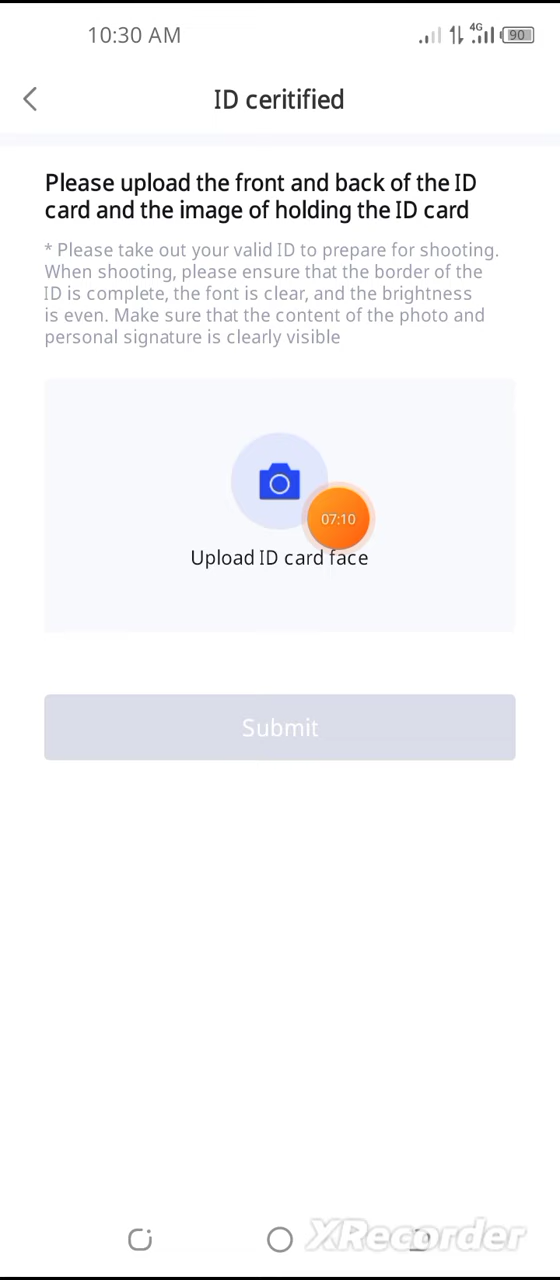 10:30 AM
4G
90
ID ceritified
Please upload the front and back of the ID
card and the image of holding the ID card
* Please take out your valid ID to prepare for shooting.
When shooting, please ensure that the border of the
ID is complete, the font is clear, and the brightness
is even. Make sure that the content of the photo and
personal signature is clearly visible
07:10
Upload ID card face
Submit
XRecorder